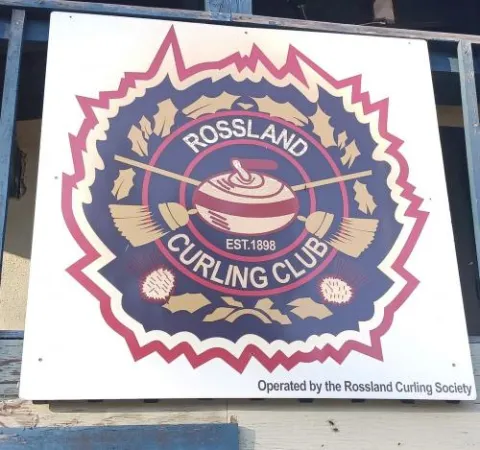 ROSSLAND
EST.1898
CURLING CLUB
Operated by the Rossland Curling Society